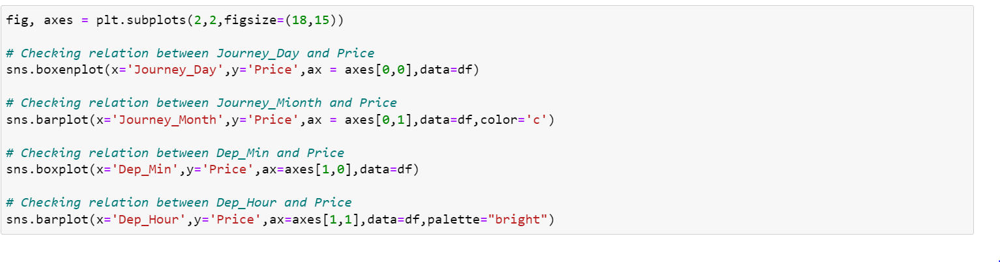 fig, axes = plt.subplots(2,2,figsize=(18,15))
# Checking relation between Journey_Day and Price
sns.boxenplot(x='Journey_Day',y='Price',ax = axes[0,0],data=df)
# Checking relation between Journey_Mionth and Price
sns.barplot(x='Journey_Month',y='Price',ax = axes[0,1],data=df,color='c')
# Checking relation between Dep_Min and Price
sns.boxplot(x='Dep_Min',y='Price',ax=axes[1,0],data=df)
# Checking relation between Dep_Hour and Price
sns.barplot(x='Dep_Hour',y='Price',ax=axes[1,1],data=df,palette="bright")